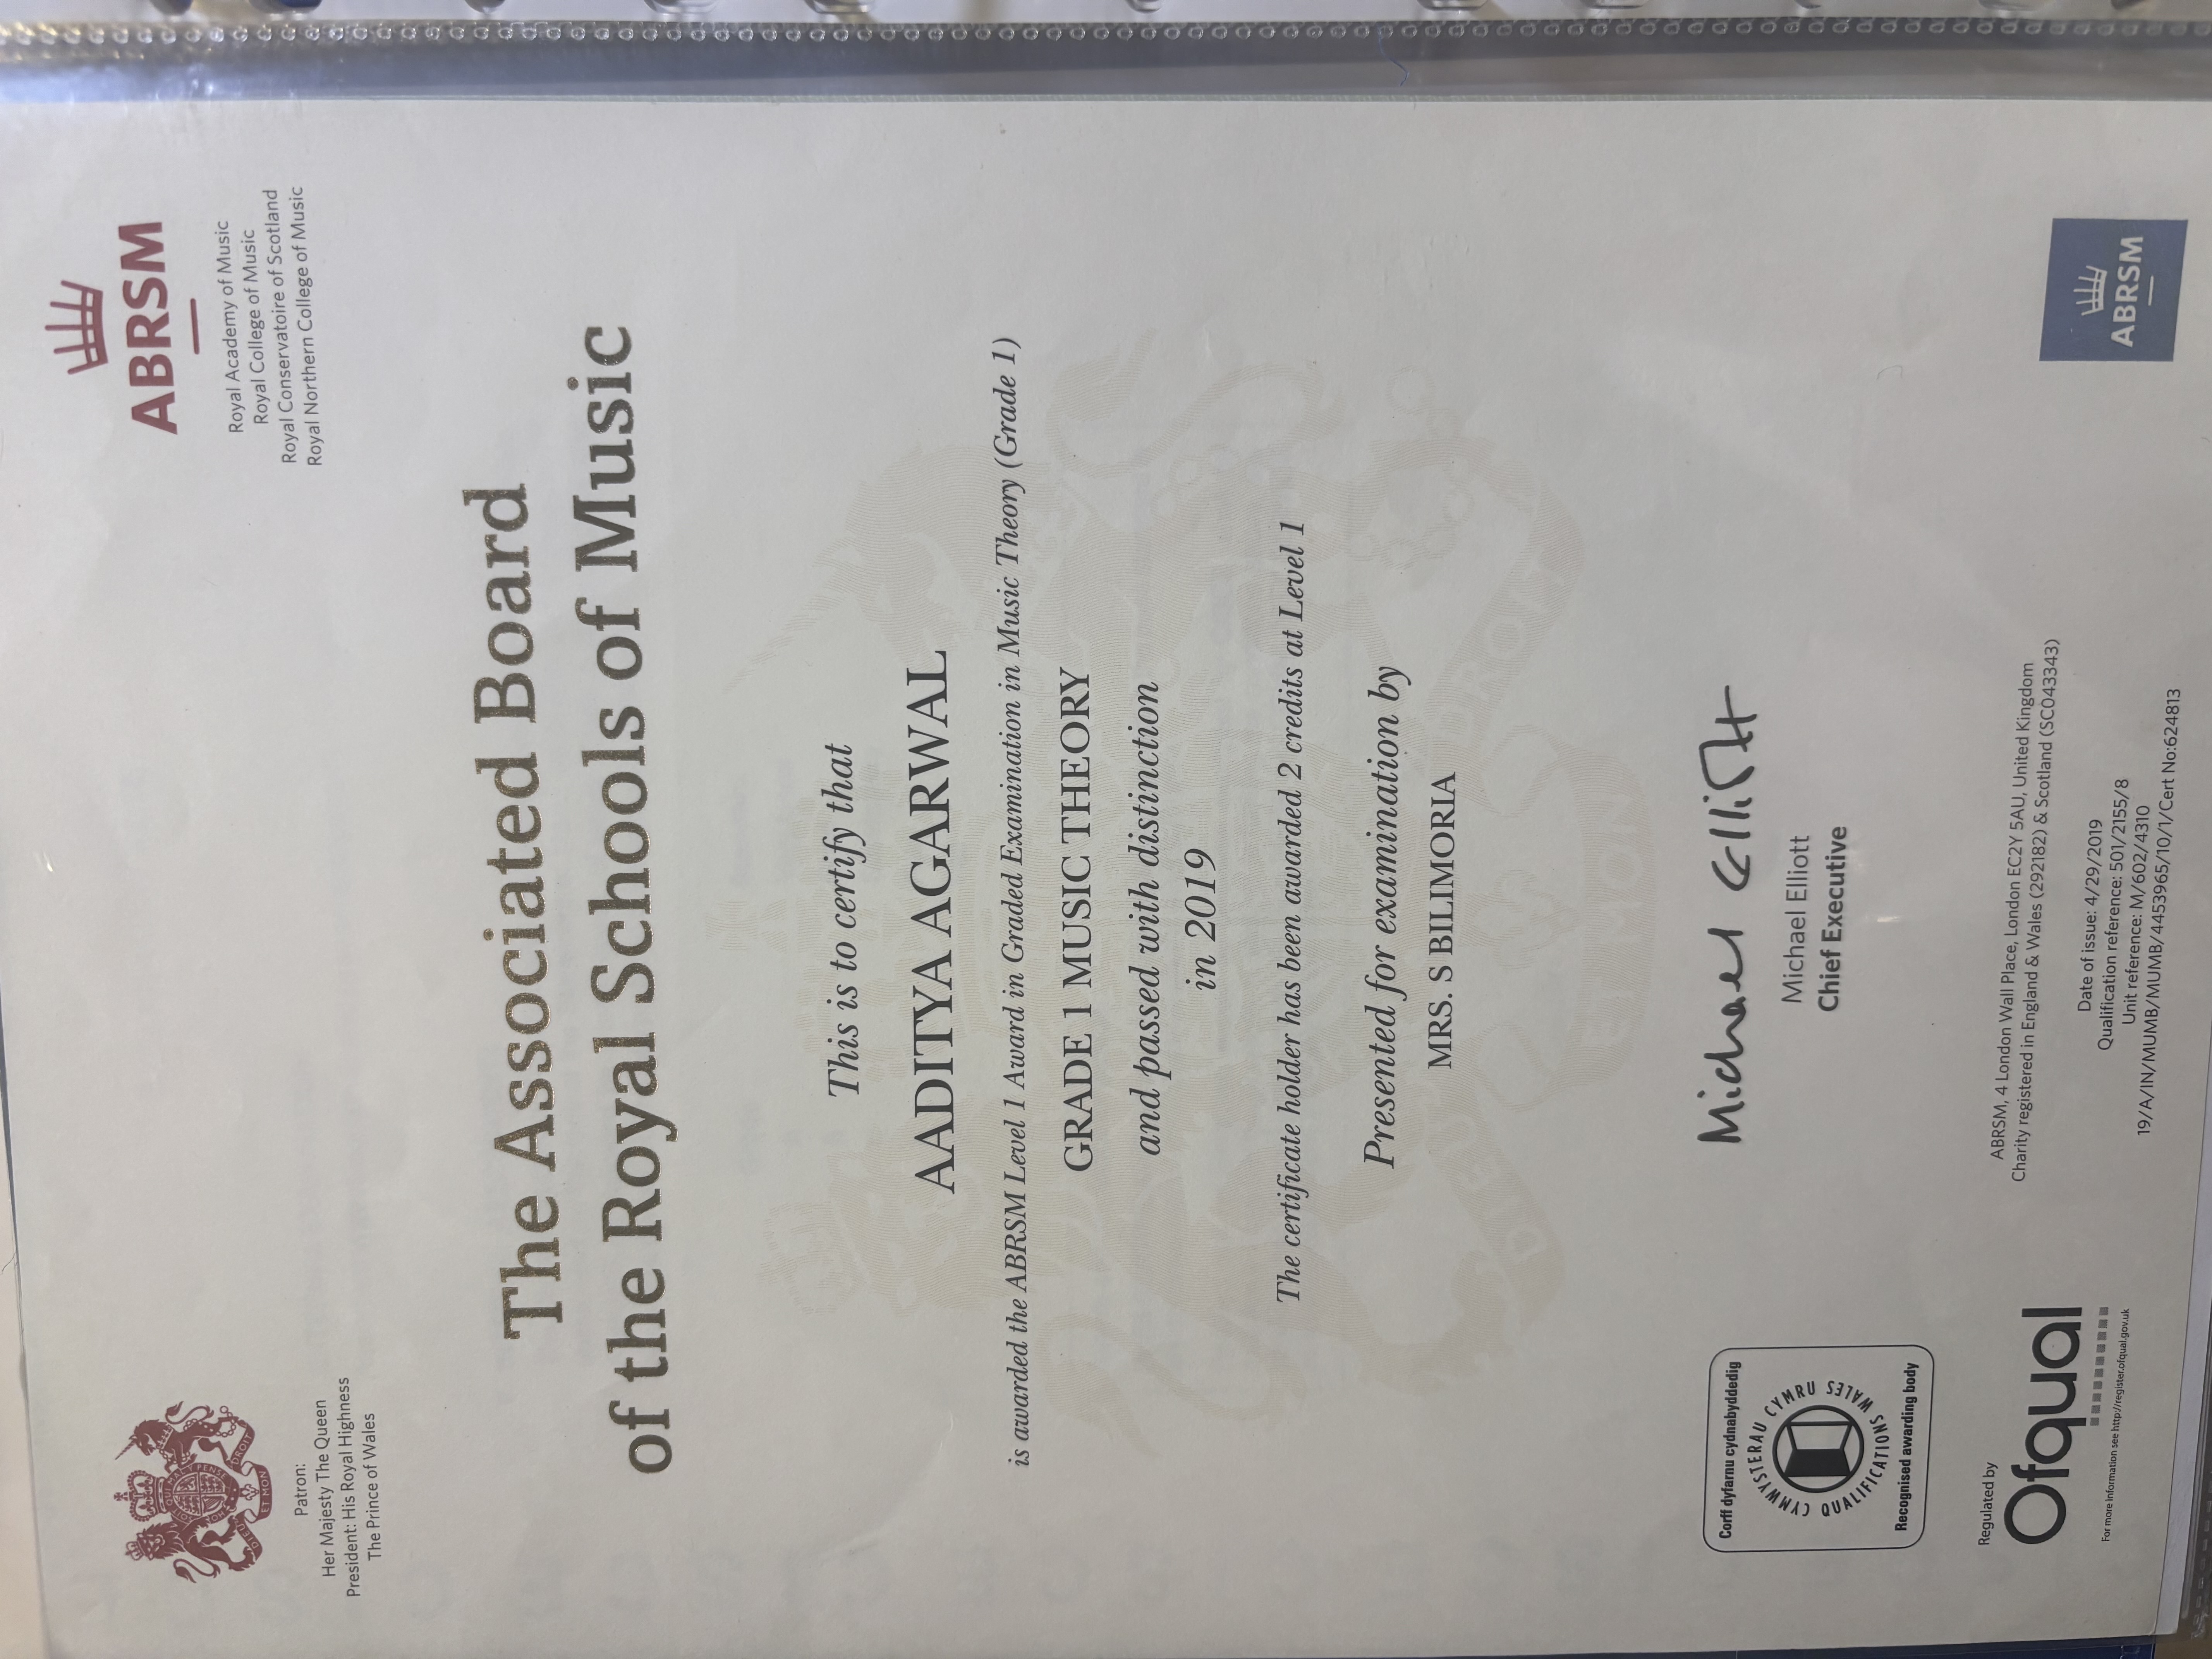 Patron:
Her Majesty The Queen
President: His Royal Highness
The Prince of Wales
ABRSM
Royal Academy of Music
Royal College of Music
Royal Conservatoire of Scotland
Royal Northern College of Music
The Associated Board
of the Royal Schools of Music
This is to certify that
AADITYA AGARWAL
is awarded the ABRSM Level 1 Award in Graded Examination in Music Theory (Grade 1)
GRADE 1 MUSIC THEORY
and passed with distinction
in 2019
The certificate holder has been awarded 2 credits at Level 1
Presented for examination by
MRS. S BILIMORIA
Michael Elliott
Michael Elliott
Chief Executive
Corff dyfarnu cydnabyddedig
CYMWYSTERAU CYMRU
QUALIFICATIONS WALES
Recognised awarding body
Regulated by
Ofqual
For more information see http://register.ofqual.gov.uk
ABRSM, 4 London Wall Place, London EC2Y 5AU, United Kingdom
Charity registered in England & Wales (292182) & Scotland (SC043343)
Date of issue: 4/29/2019
Qualification reference: 501/2155/8
Unit reference: M/602/4310
19/A/IN/MUMB/MUMB/4453965/10/1/Cert No:624813
ABRSM